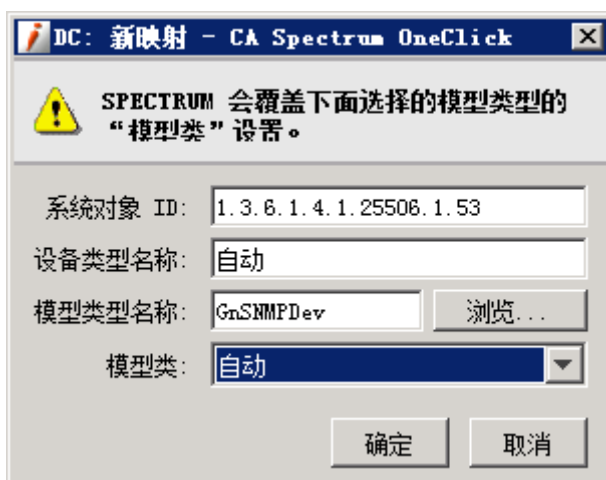 DC: 新映射 - CA Spectrum OneClick
SPECTRUM 会覆盖下面选择的模型类型的
“模型类”设置。
系统对象 ID: 1.3.6.1.4.1.25506.1.53
设备类型名称: 自动
模型类型名称: GnSNMPDev 浏览...
模型类: 自动
确定 取消